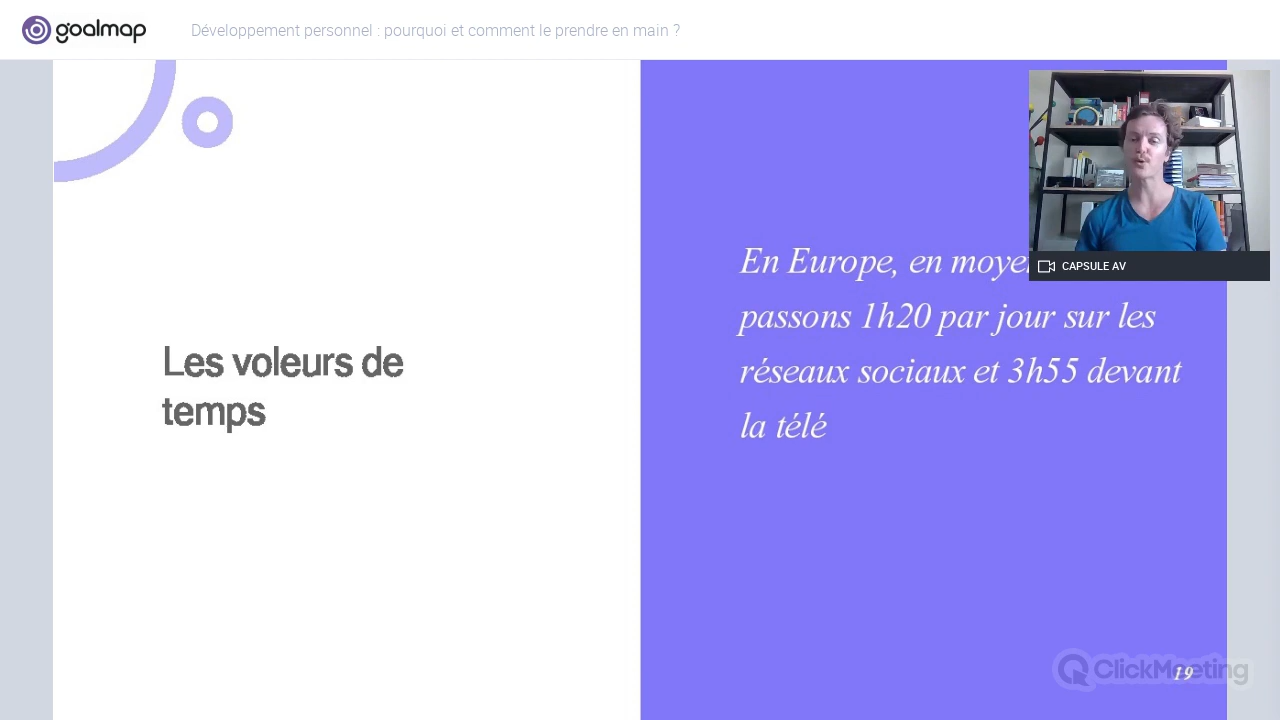 goalmap
Développement personnel : pourquoi et comment le prendre en main ?
CAPSULE AV
Les voleurs de
temps
En Europe, en
passons 1h20 par jour sur les
réseaux sociaux et 3h55 devant
la télé
ClickMeeting
19